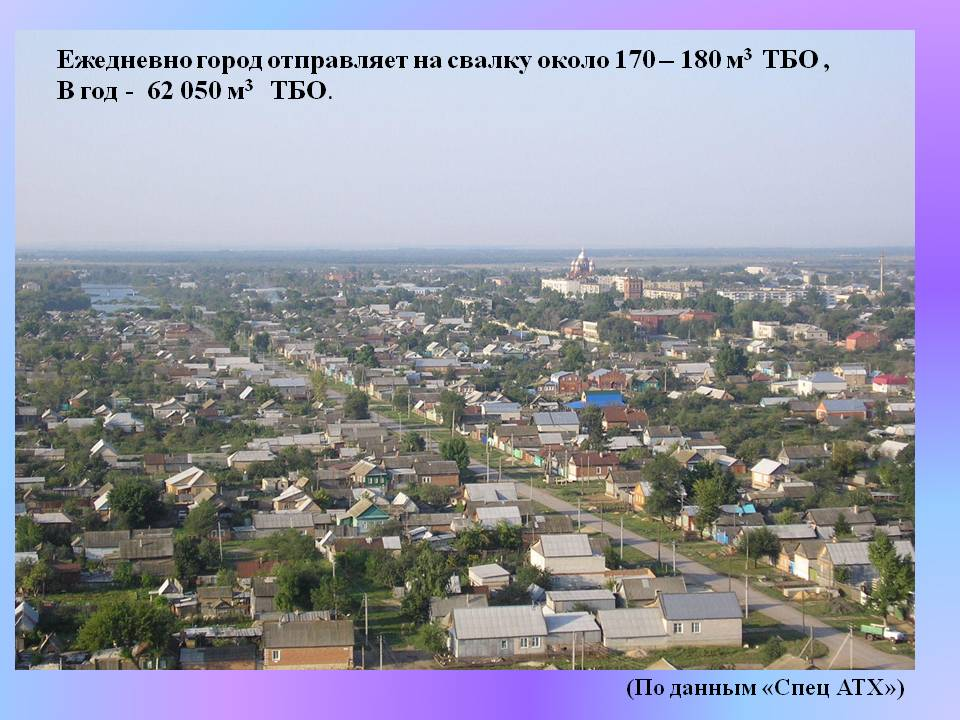 Ежедневно город отправляет на свалку около 170 – 180 м³ ТБО ,
В год - 62 050 м³ ТБО.
(По данным «Спец АТХ»)